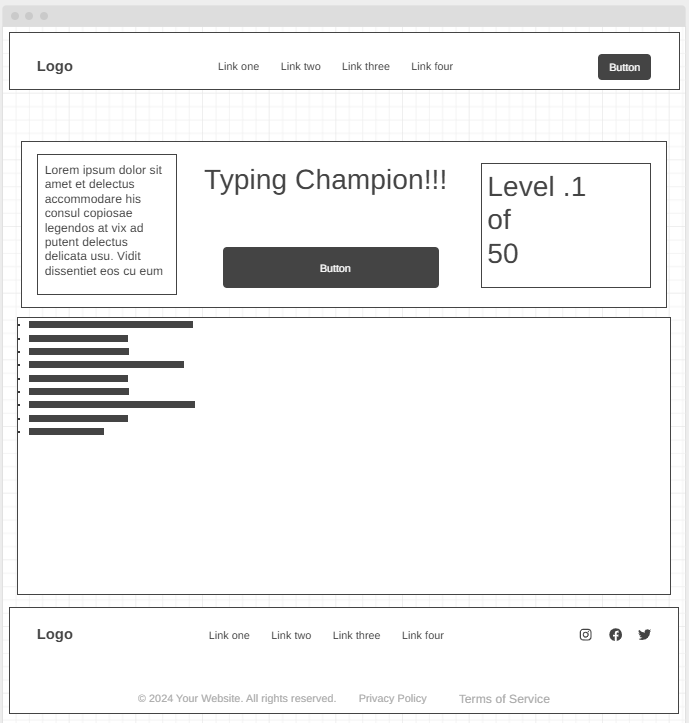 Logo
Link one
Link two
Link three
Link four
Button
Lorem ipsum dolor sit
amet et delectus
accommodare his
consul copiosae
legendos at vix ad
putent delectus
delicata usu. Vidit
dissentiet eos cu eum
Typing Champion!!!
Button
Level .1
of
50
Logo
Link one
Link two
Link three
Link four
© 2024 Your Website. All rights reserved.
Privacy Policy
Terms of Service